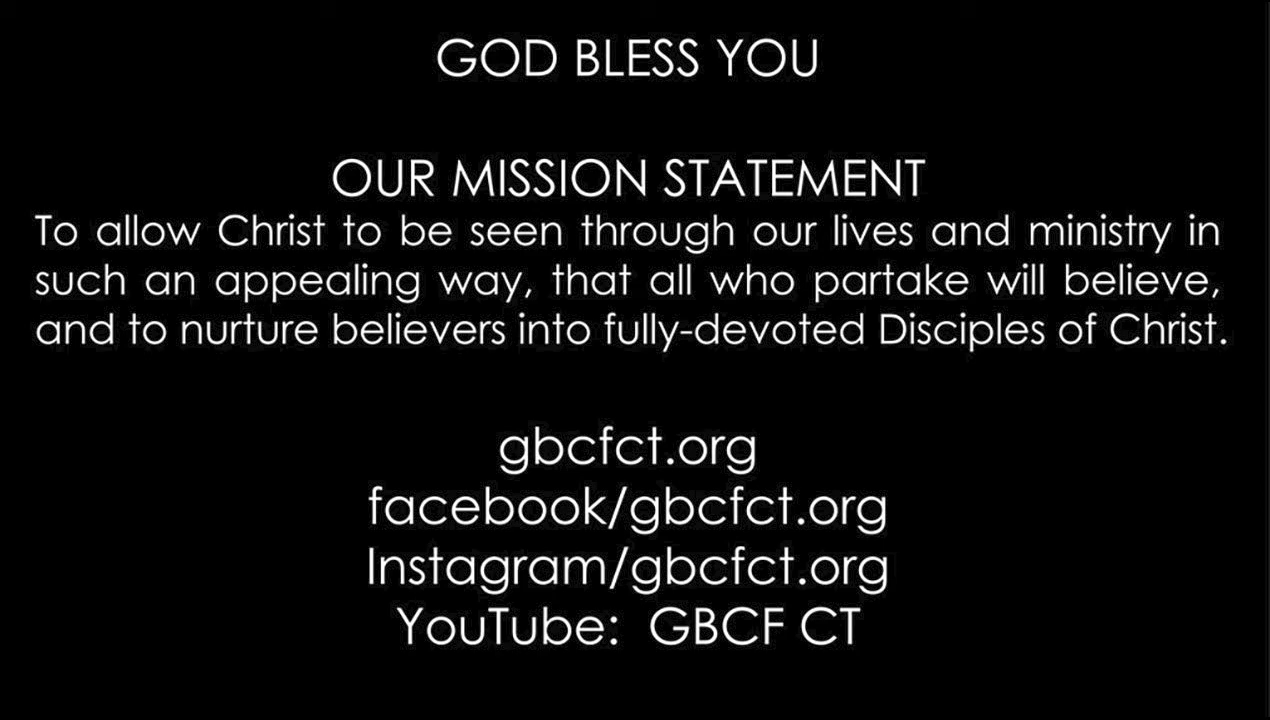 GOD BLESS YOU
OUR MISSION STATEMENT
To allow Christ to be seen through our lives and ministry in
such an appealing way, that all who partake will believe,
and to nurture believers into fully-devoted Disciples of Christ.
gbcfct.org
facebook/gbcfct.org
Instagram/gbcfct.org
YouTube: GBCF CT